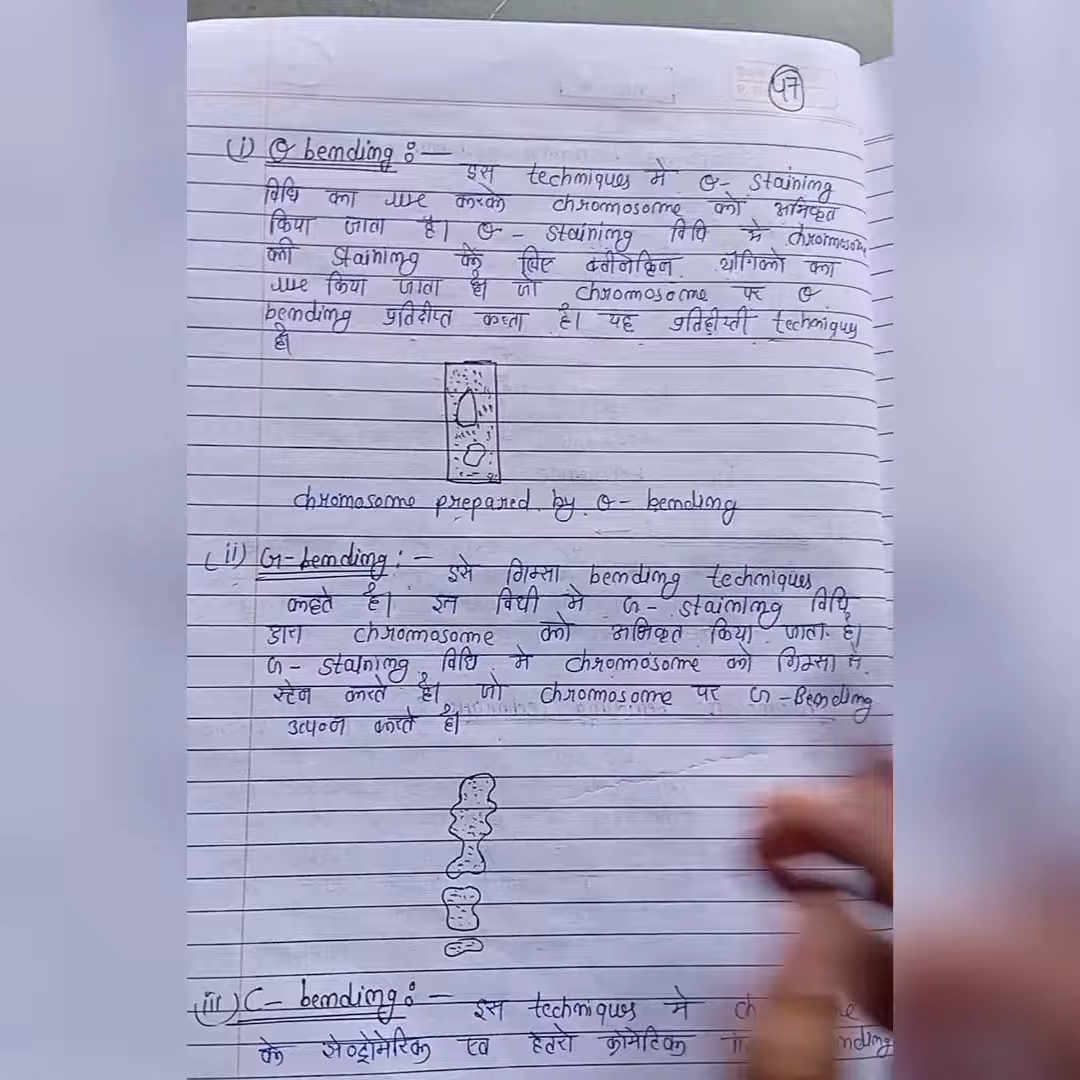 47
(i) Q bending :—
इस techniques मे Q- staining
विधि का use करके chromosome को अभिकृत
किया जाता है। Q - staining विधि मे chromosome
की staining के लिए क्वीनेक्रिन यौगिको का
use किया जाता है। जो chromosome पर Q
bending प्रतिदीप्त करता है। यह प्रतिदीप्ती techniques
है।
chromosome prepared by Q- bending
(ii) G-bending :-
इसे गिम्सा bending techniques
कहते है। इस विधी मे G- staining विधि
द्वारा chromosome को अभिकृत किया जाता है।
G- staining विधि मे chromosome को गिम्सा से
स्टेन करते है। जो chromosome पर G-Bending
उत्पन्न करते है।
(iii) C- bending :—
इस techniques मे
के सेन्ट्रोमेरिक एव हेटरो क्रोमेटिक